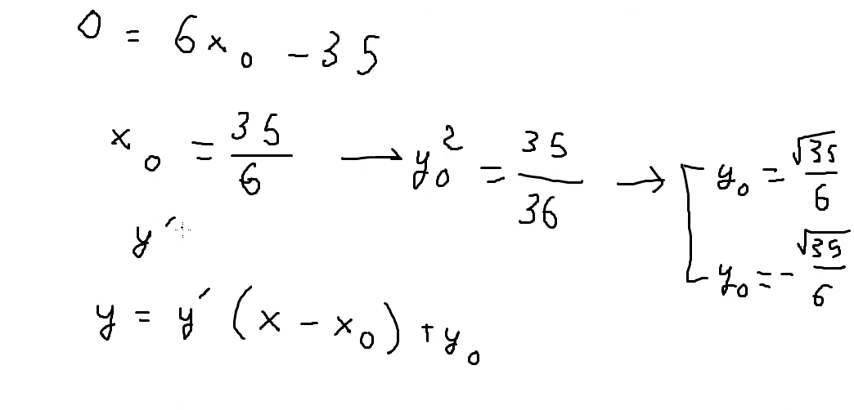 0 = 6x₀ - 35
x₀ = 35/6 → y₀² = 35/36 → [ y₀ = √35/6
y₀ = -√35/6
y′
y = y′ (x - x₀) + y₀